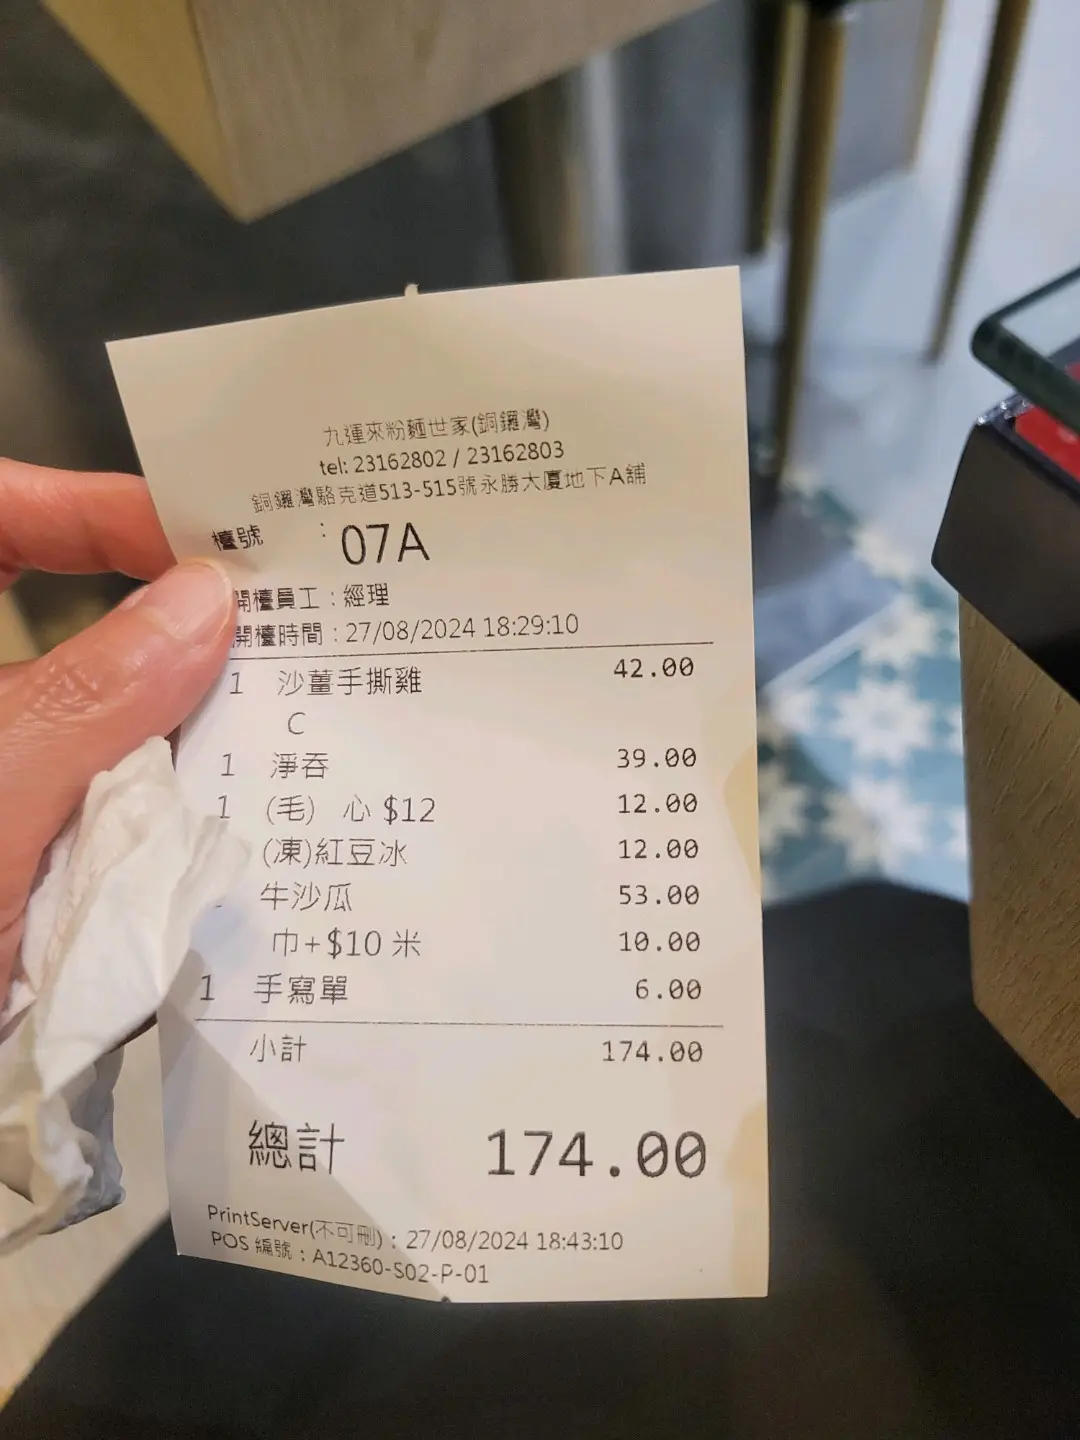 九運來粉麵世家(銅鑼灣)
tel: 23162802 / 23162803
銅鑼灣駱克道513-515號永勝大廈地下A舖
檯號 : 07A
開檯員工 : 經理
開檯時間 : 27/08/2024 18:29:10
1 沙薑手撕雞 42.00
C
1 淨吞 39.00
1 (毛) 心 $12 12.00
(凍)紅豆冰 12.00
牛沙瓜 53.00
巾+$10 米 10.00
1 手寫單 6.00
小計 174.00
總計 174.00
PrintServer(不可刪) : 27/08/2024 18:43:10
POS 編號 : A12360-S02-P-01